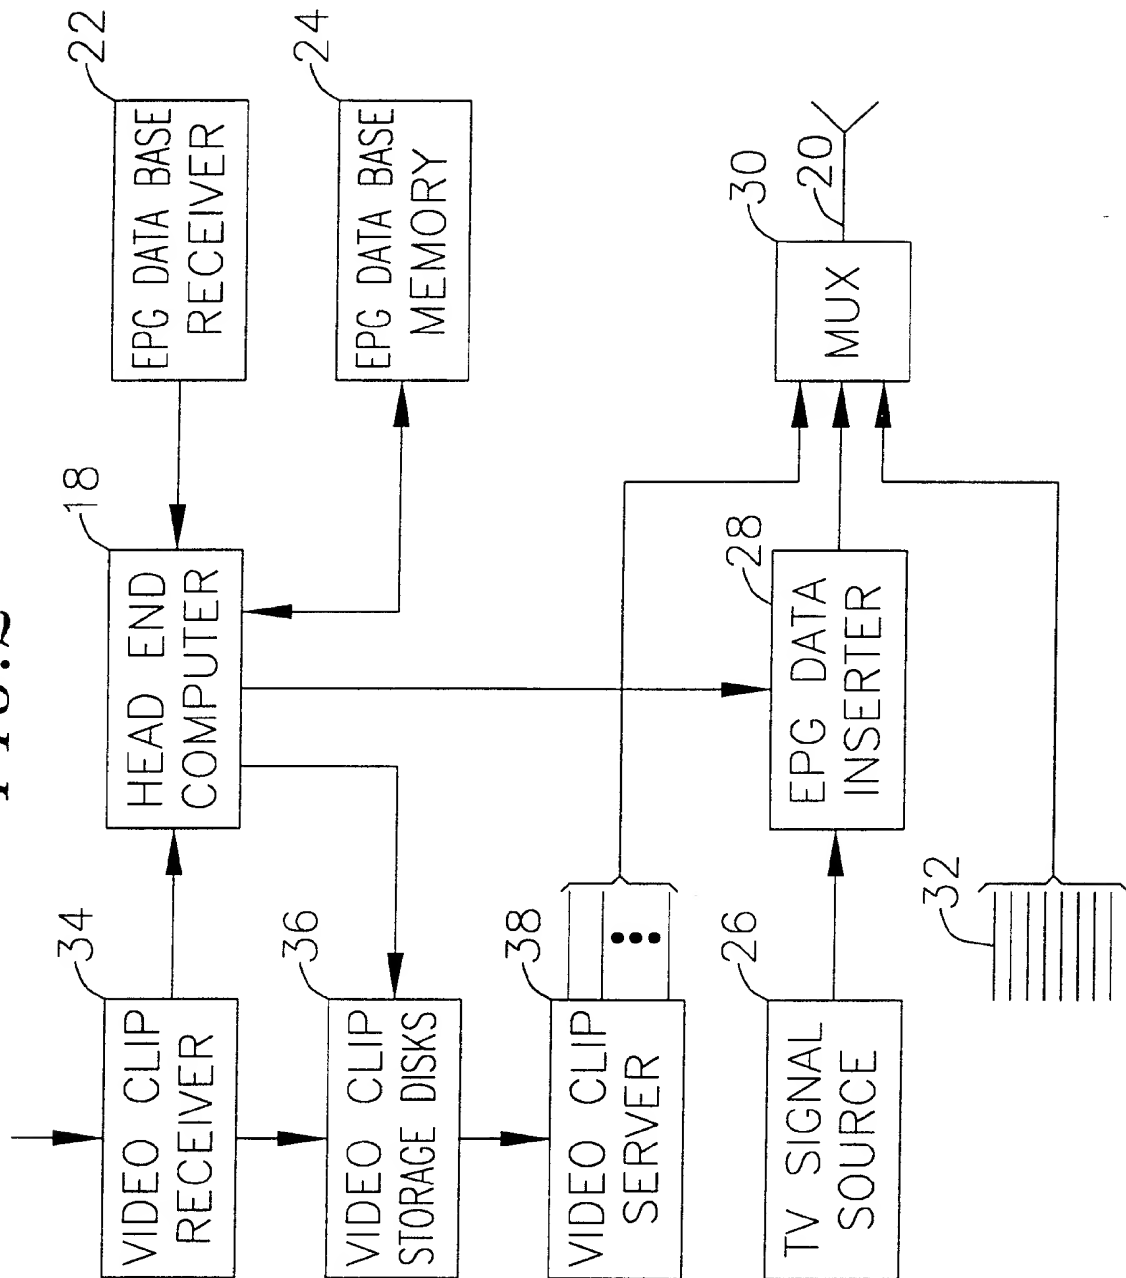 FIG.2
34
18
22
VIDEO CLIP
RECEIVER
HEAD END
COMPUTER
EPG DATA BASE
RECEIVER
36
24
VIDEO CLIP
STORAGE DISKS
EPG DATA BASE
MEMORY
38
VIDEO CLIP
SERVER
26
28
30
TV SIGNAL
SOURCE
EPG DATA
INSERTER
MUX
20
32